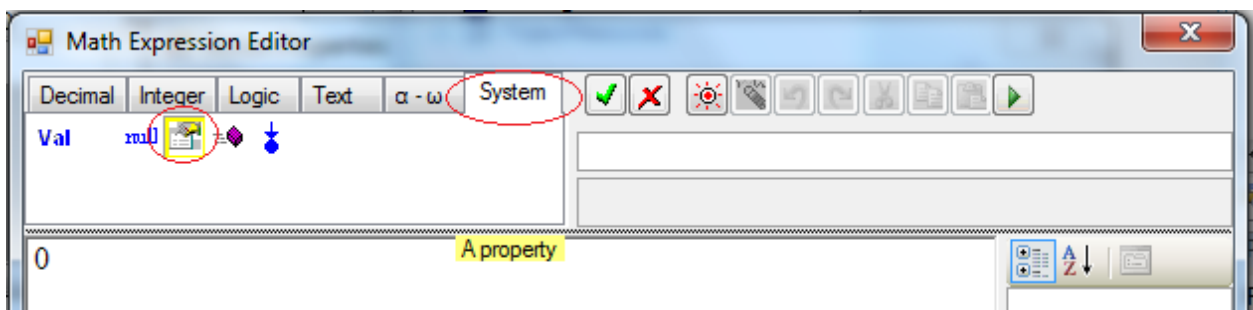 Math Expression Editor
Decimal Integer Logic Text α - ω System
Val null
A property
0
A
Z